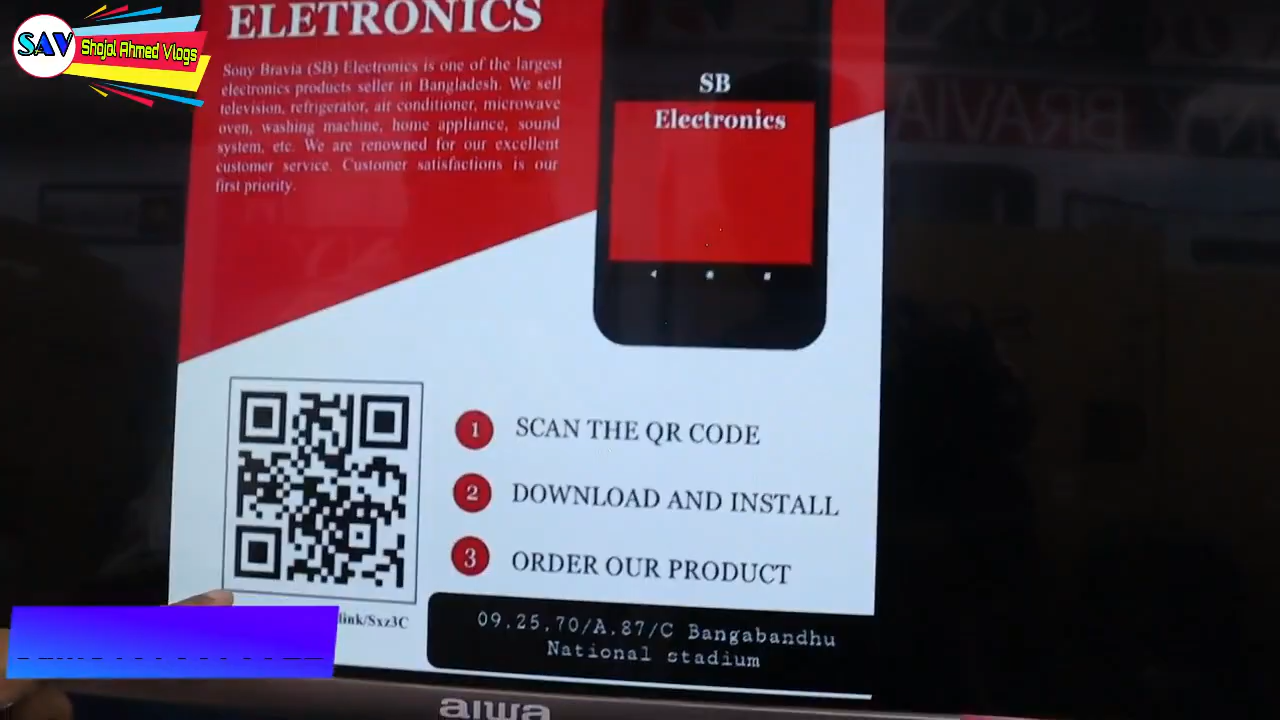 SAV Shojol Ahmed Vlogs
ELETRONICS
Sony Bravia (SB) Electronics is one of the largest
electronics products seller in Bangladesh. We sell
television, refrigerator, air conditioner, microwave
oven, washing machine, home appliance, sound
system, etc. We are renowned for our excellent
customer service. Customer satisfactions is our
first priority.
SB
Electronics
1 SCAN THE QR CODE
2 DOWNLOAD AND INSTALL
3 ORDER OUR PRODUCT
link/Sxz3C
09.25.70/A.87/C Bangabandhu
National stadium
aiwa